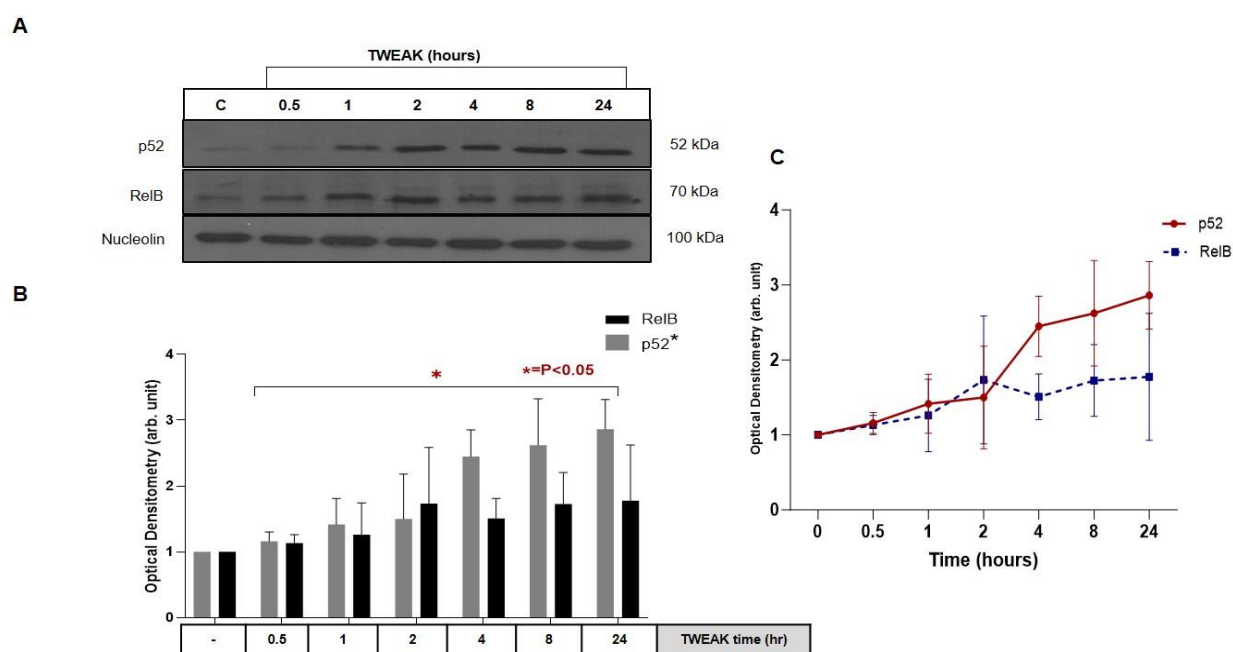 A
TWEAK (hours)
C 0.5 1 2 4 8 24
p52 52 kDa
RelB 70 kDa
Nucleolin 100 kDa
B
RelB
p52*
* *=P<0.05
Optical Densitometry (arb. unit)
4
3
2
1
0
- 0.5 1 2 4 8 24 TWEAK time (hr)
C
p52
RelB
Optical Densitometry (arb. unit)
4
3
2
1
0
0 0.5 1 2 4 8 24
Time (hours)